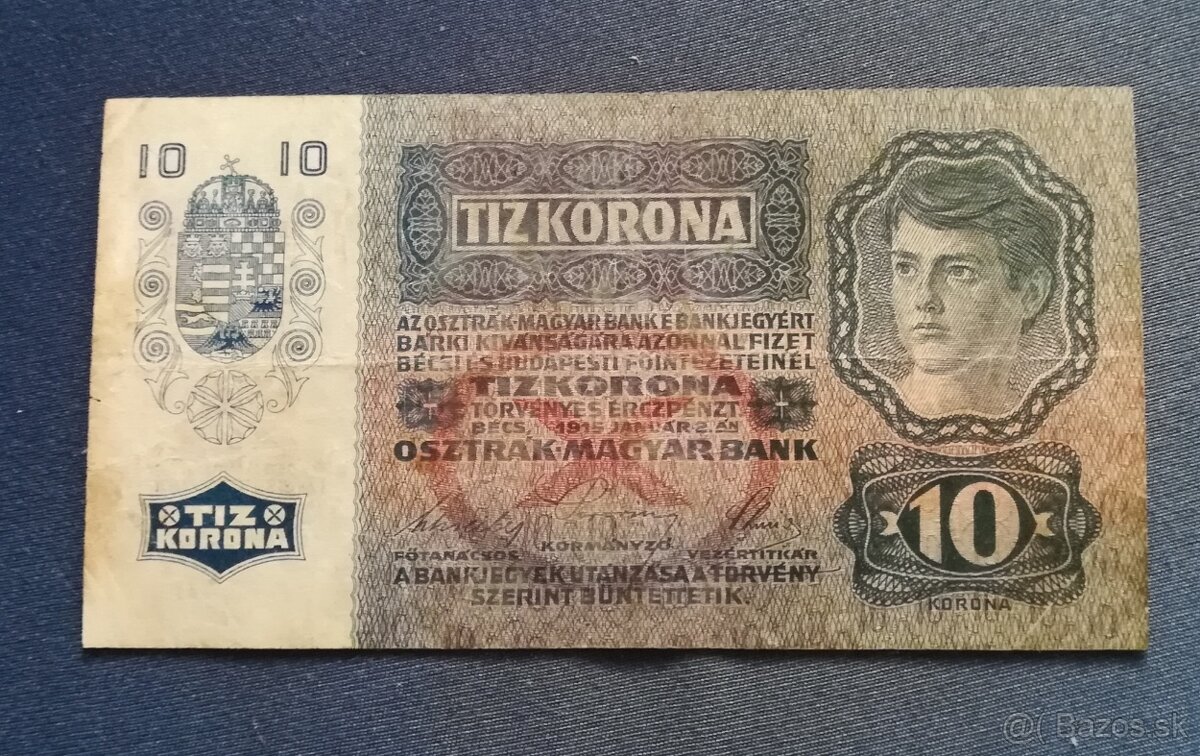 10 10
TIZ KORONA
AZ OSZTRÁK-MAGYAR BANK E BANKJEGYÉRT
BÁRKI KIVÁNSÁGÁRA AZONNAL FIZET
BÉCSI ÉS BUDAPESTI FŐINTÉZETEINÉL
TIZ KORONA
TÖRVÉNYES ÉRCZPÉNZT.
BÉCS, 1915 JANUÁR 2.ÁN
OSZTRÁK-MAGYAR BANK
FŐTANÁCSOS KORMÁNYZÓ. VEZÉRTITKÁR
A BANKJEGYEK UTÁNZÁSA A TÖRVÉNY
SZERINT BÜNTETTETIK.
TIZ
KORONA
10
KORONA
@( Bazos.sk